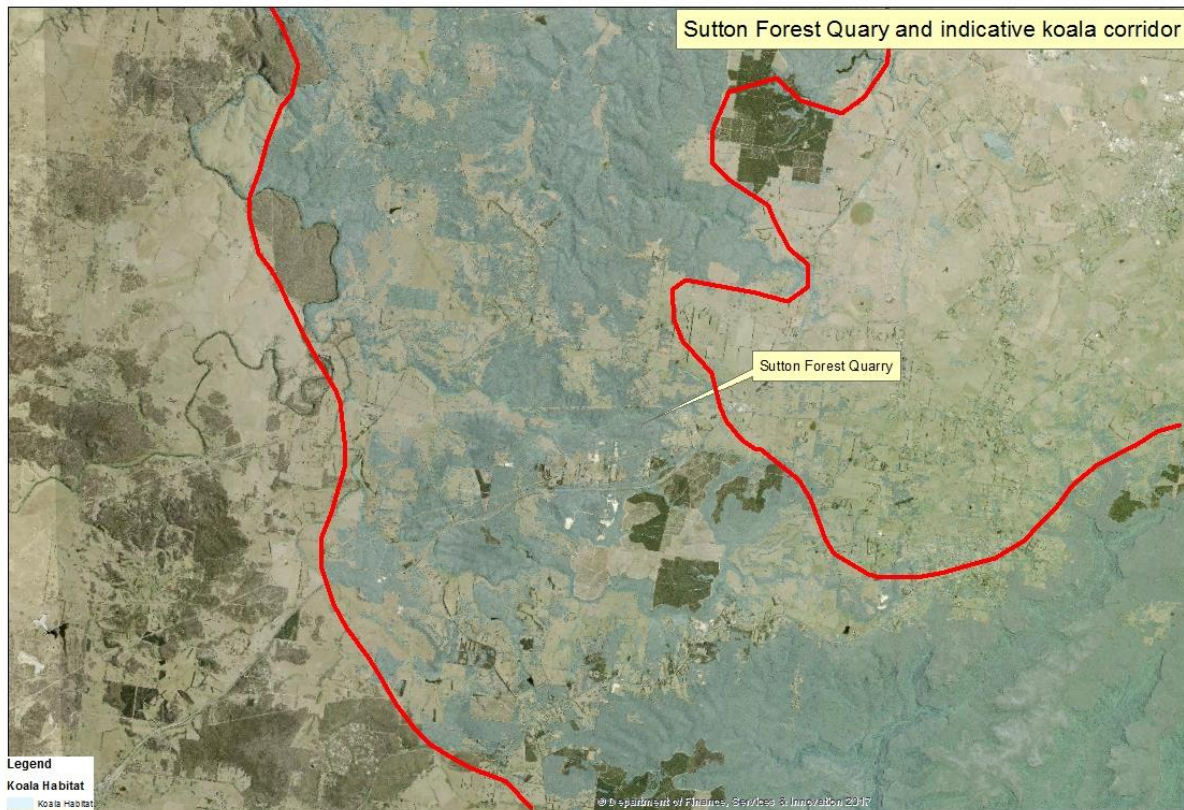 Sutton Forest Quary and indicative koala corridor
Sutton Forest Quarry
Legend
Koala Habitat
Koala Habitat
© Department of Finance, Services & Innovation 2017